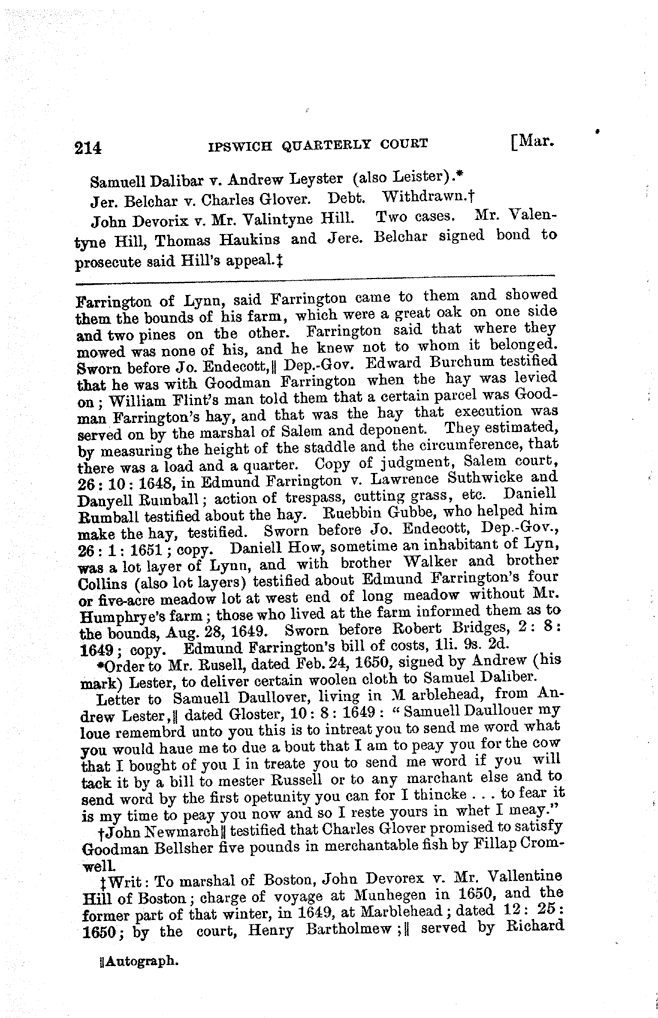 214 IPSWICH QUARTERLY COURT [Mar.
Samuell Dalibar v. Andrew Leyster (also Leister).*
Jer. Belchar v. Charles Glover. Debt. Withdrawn.†
John Devorix v. Mr. Valintyne Hill. Two cases. Mr. Valen-
tyne Hill, Thomas Haukins and Jere. Belchar signed bond to
prosecute said Hill's appeal.‡
Farrington of Lynn, said Farrington came to them and showed
them the bounds of his farm, which were a great oak on one side
and two pines on the other. Farrington said that where they
mowed was none of his, and he knew not to whom it belonged.
Sworn before Jo. Endecott,‖ Dep.-Gov. Edward Burchum testified
that he was with Goodman Farrington when the hay was levied
on; William Flint's man told them that a certain parcel was Good-
man Farrington's hay, and that was the hay that execution was
served on by the marshal of Salem and deponent. They estimated,
by measuring the height of the staddle and the circumference, that
there was a load and a quarter. Copy of judgment, Salem court,
26 : 10 : 1648, in Edmund Farrington v. Lawrence Suthwicke and
Danyell Rumball; action of trespass, cutting grass, etc. Daniell
Rumball testified about the hay. Ruebbin Gubbe, who helped him
make the hay, testified. Sworn before Jo. Endecott, Dep.-Gov.,
26 : 1 : 1651; copy. Daniell How, sometime an inhabitant of Lyn,
was a lot layer of Lynn, and with brother Walker and brother
Collins (also lot layers) testified about Edmund Farrington's four
or five-acre meadow lot at west end of long meadow without Mr.
Humphrye's farm; those who lived at the farm informed them as to
the bounds, Aug. 28, 1649. Sworn before Robert Bridges, 2 : 8 :
1649; copy. Edmund Farrington's bill of costs, 1li. 9s. 2d.
*Order to Mr. Rusell, dated Feb. 24, 1650, signed by Andrew (his
mark) Lester, to deliver certain woolen cloth to Samuel Daliber.
Letter to Samuell Daullover, living in M arblehead, from An-
drew Lester,‖ dated Gloster, 10 : 8 : 1649 : "Samuell Daullouer my
loue remembrd unto you this is to intreat you to send me word what
you would haue me to due a bout that I am to peay you for the cow
that I bought of you I in treate you to send me word if you will
tack it by a bill to mester Russell or to any marchant else and to
send word by the first opetunity you can for I thincke . . . to fear it
is my time to peay you now and so I reste yours in whet I meay."
†John Newmarch‖ testified that Charles Glover promised to satisfy
Goodman Bellsher five pounds in merchantable fish by Fillap Crom-
well.
‡Writ: To marshal of Boston, John Devorex v. Mr. Vallentine
Hill of Boston; charge of voyage at Munhegen in 1650, and the
former part of that winter, in 1649, at Marblehead; dated 12 : 25 :
1650; by the court, Henry Bartholmew;‖ served by Richard
‖Autograph.